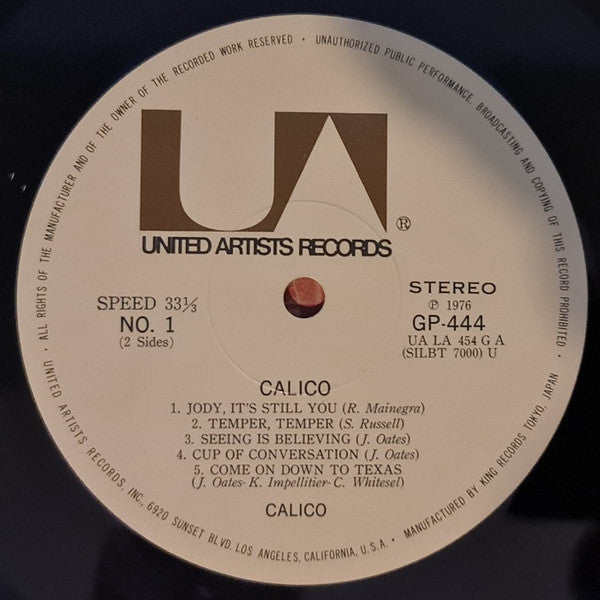 • ALL RIGHTS OF THE MANUFACTURER AND OF THE OWNER OF THE RECORDED WORK RESERVED • UNAUTHORIZED PUBLIC PERFORMANCE, BROADCASTING AND COPYING OF THIS RECORD PROHIBITED •
UA
®
UNITED ARTISTS RECORDS
SPEED 33⅓
NO. 1
(2 Sides)
STEREO
℗ 1976
GP-444
UA LA 454 G A
(SILBT 7000) U
CALICO
1. JODY, IT'S STILL YOU (R. Mainegra)
2. TEMPER, TEMPER (S. Russell)
3. SEEING IS BELIEVING (J. Oates)
4. CUP OF CONVERSATION (J. Oates)
5. COME ON DOWN TO TEXAS
(J. Oates- K. Impellitier- C. Whitesel)
CALICO
UNITED ARTISTS RECORDS, INC., 6920 SUNSET BLVD. LOS ANGELES, CALIFORNIA, U.S.A. • MANUFACTURED BY KING RECORDS TOKYO, JAPAN